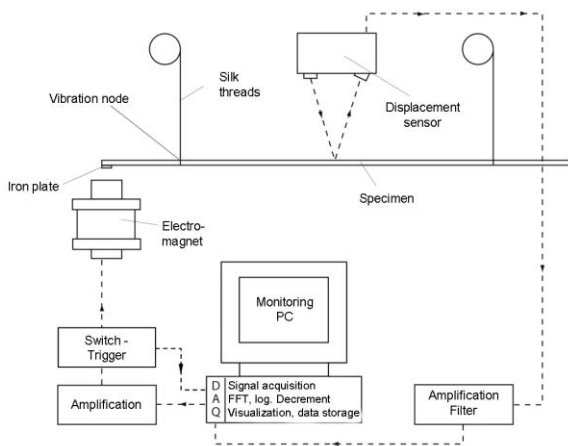 Silk
threads
Vibration node
Displacement
sensor
Iron plate
Specimen
Electro-
magnet
Monitoring
PC
Switch -
Trigger
D Signal acquisition
A FFT, log. Decrement
Q Visualization, data storage
Amplification
Amplification
Filter